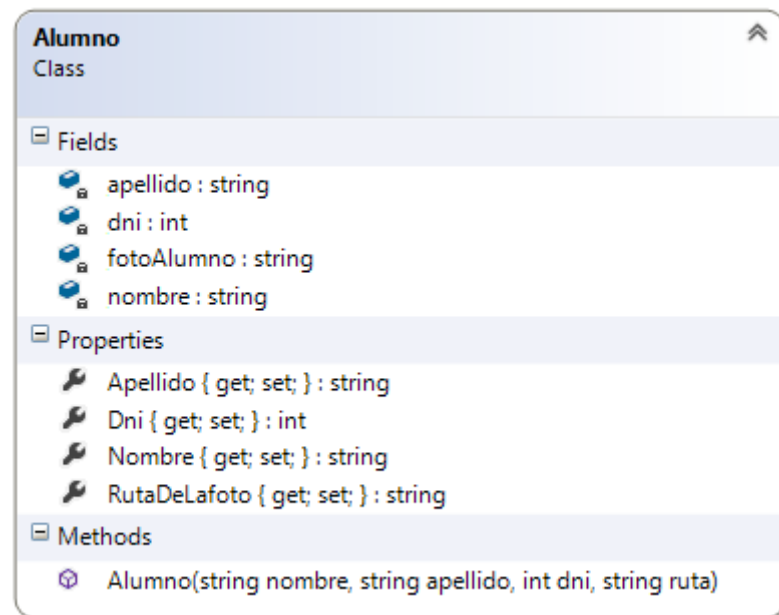 Alumno
Class
Fields
apellido : string
dni : int
fotoAlumno : string
nombre : string
Properties
Apellido { get; set; } : string
Dni { get; set; } : int
Nombre { get; set; } : string
RutaDeLafoto { get; set; } : string
Methods
Alumno(string nombre, string apellido, int dni, string ruta)